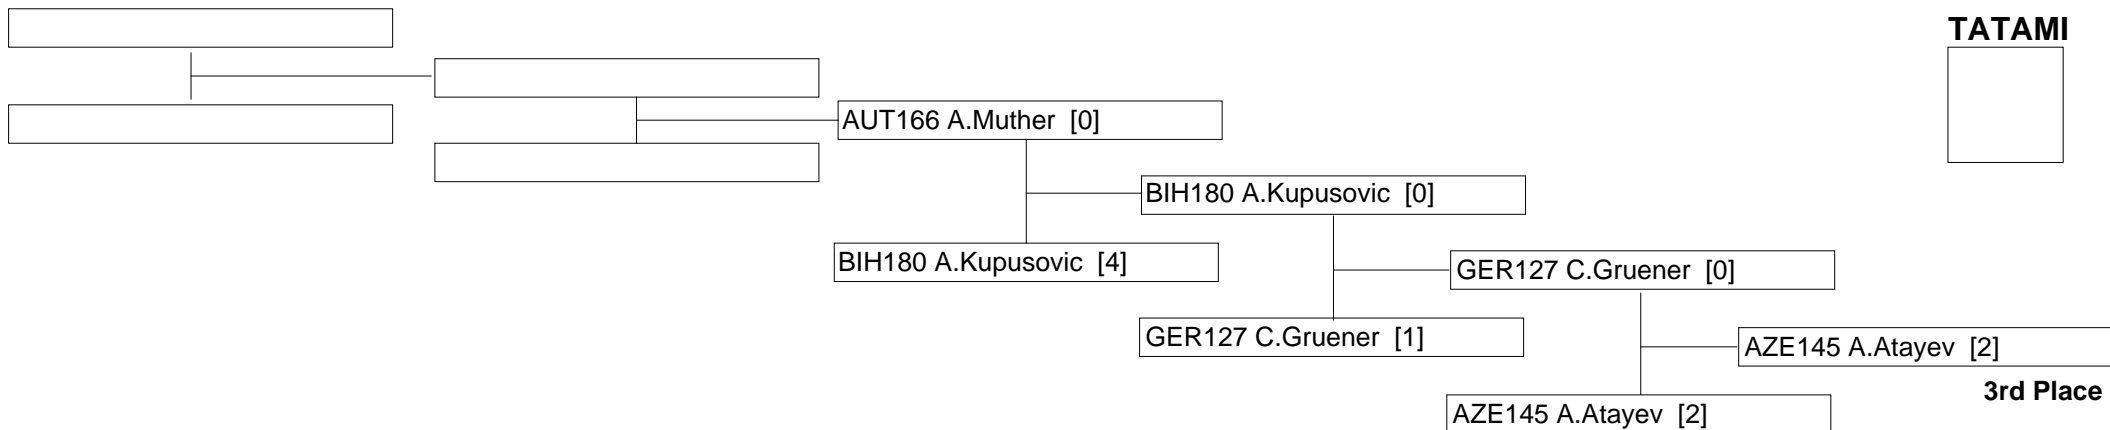 TATAMI
AUT166 A.Muther [0]
BIH180 A.Kupusovic [0]
BIH180 A.Kupusovic [4]
GER127 C.Gruener [0]
GER127 C.Gruener [1]
AZE145 A.Atayev [2]
3rd Place
AZE145 A.Atayev [2]